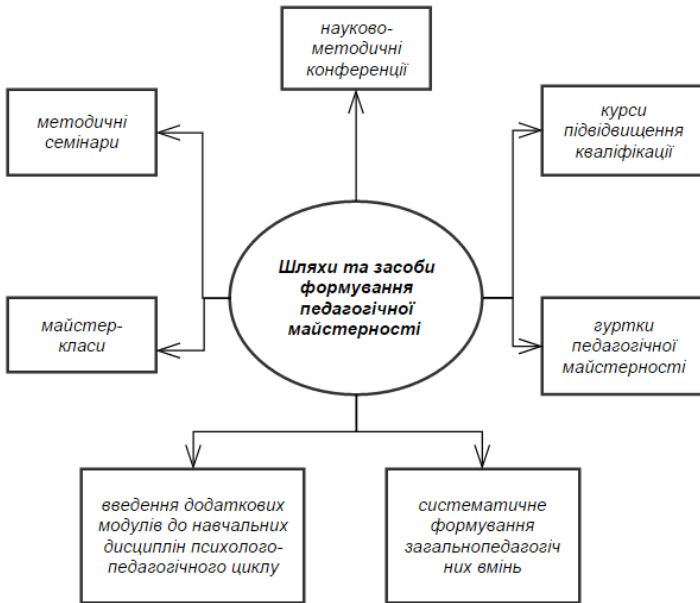 науково-
методичні
конференції
методичні
семінари
курси
підвідвищення
кваліфікації
Шляхи та засоби
формування
педагогічної
майстерності
майстер-
класи
гуртки
педагогічної
майстерності
введення додаткових
модулів до навчальних
дисциплін психолого-
педагогічного циклу
систематичне
формування
загальнопедагогіч
них вмінь